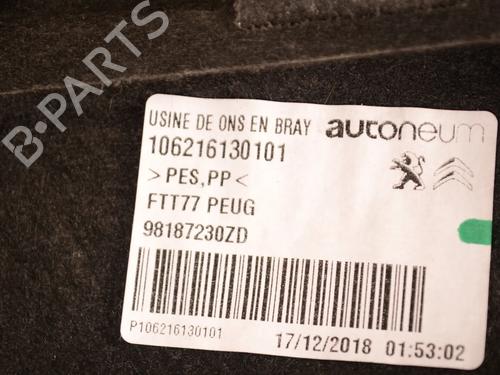 B-PARTS
USINE DE ONS EN BRAY autoneum
106216130101
>PES,PP<
FTT77 PEUG
98187230ZD
P106216130101
17/12/2018 01:53:02